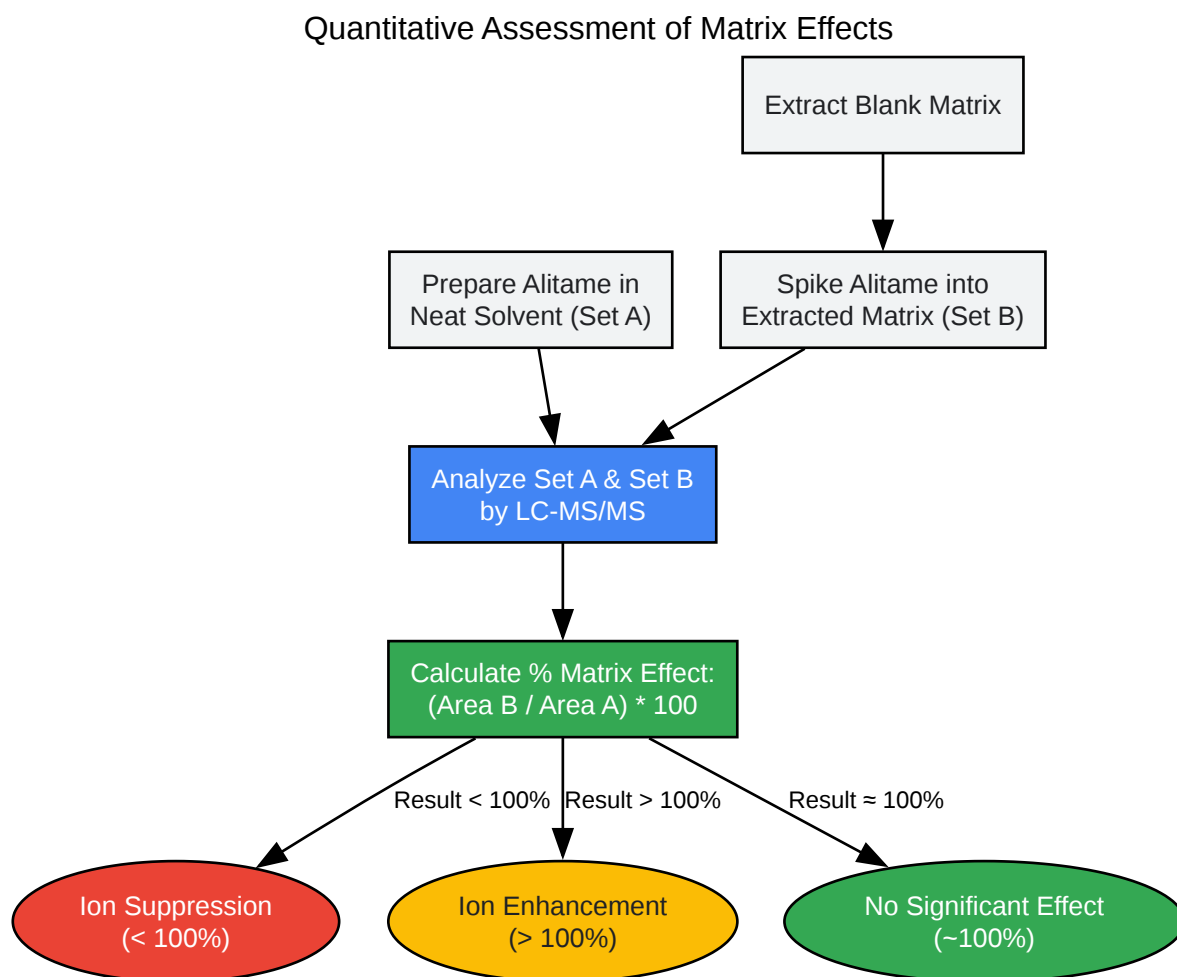 Quantitative Assessment of Matrix Effects
Extract Blank Matrix
Prepare Alitame in
Neat Solvent (Set A)
Spike Alitame into
Extracted Matrix (Set B)
Analyze Set A & Set B
by LC-MS/MS
Calculate % Matrix Effect:
(Area B / Area A) * 100
Result < 100%
Result > 100%
Result ≈ 100%
Ion Suppression
(< 100%)
Ion Enhancement
(> 100%)
No Significant Effect
(~100%)